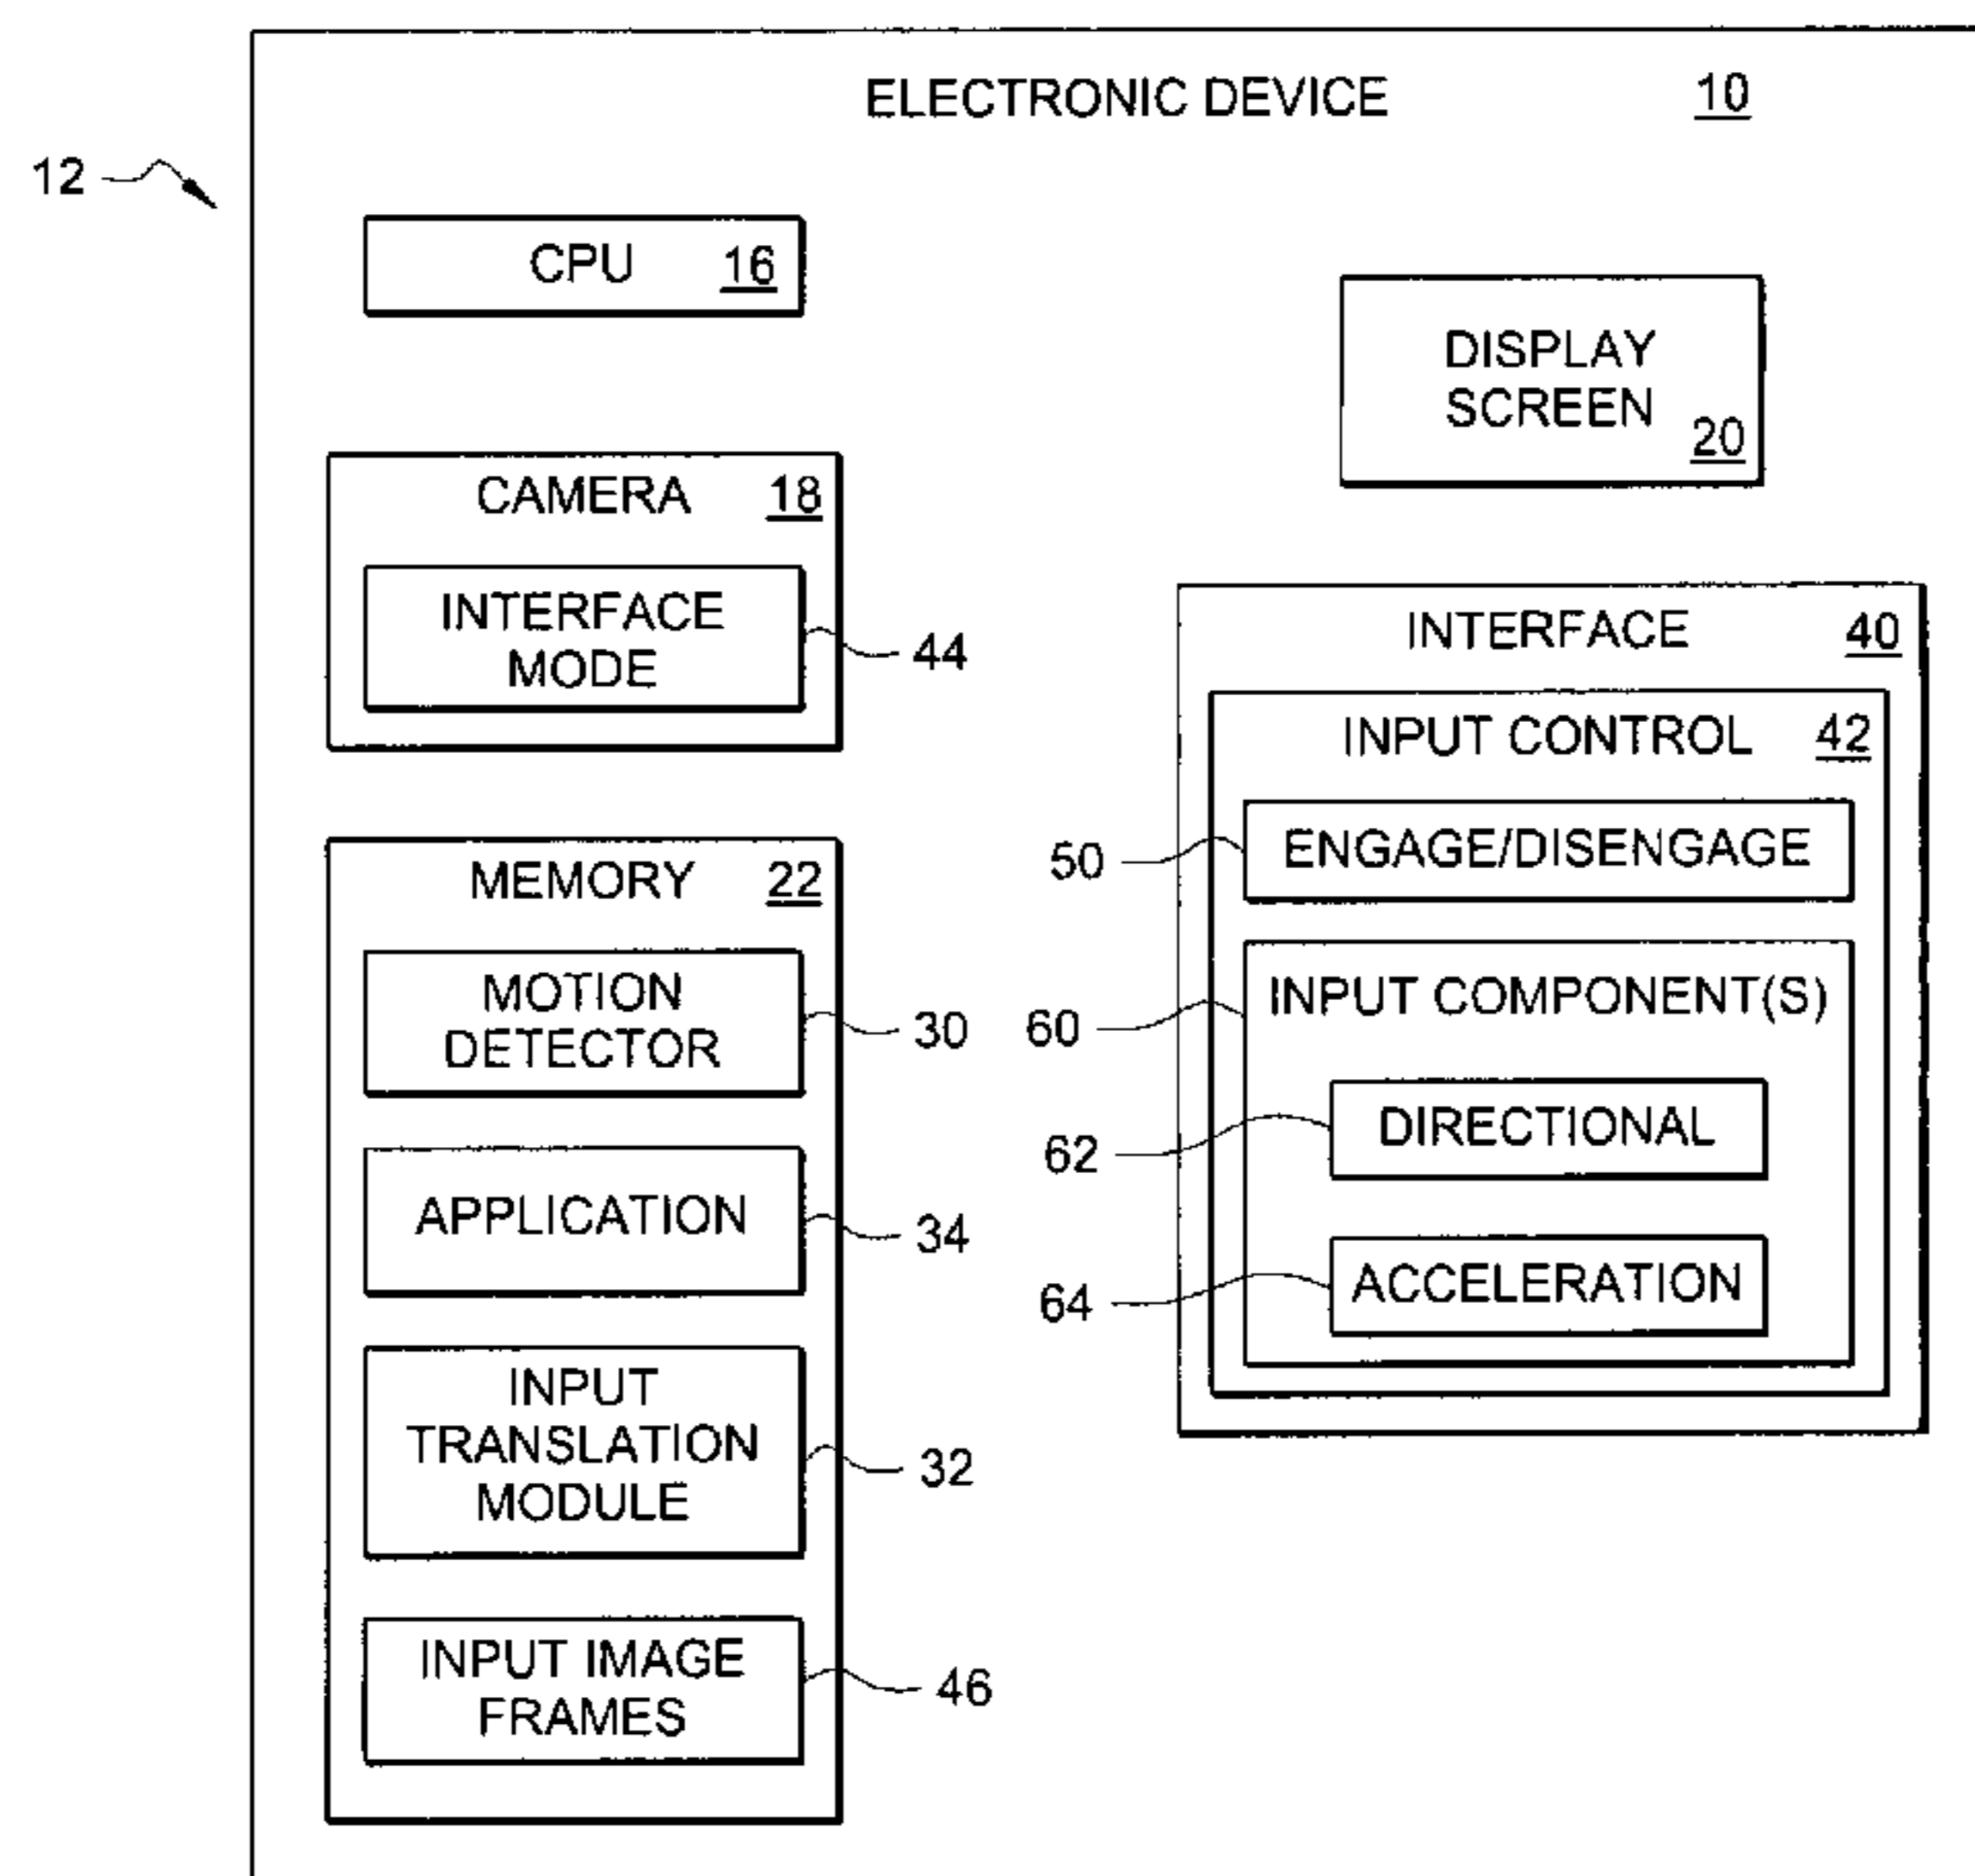 ELECTRONIC DEVICE 10
12
CPU 16
DISPLAY
SCREEN
20
CAMERA 18
INTERFACE
MODE
44
MEMORY 22
MOTION
DETECTOR
30
APPLICATION
34
INPUT
TRANSLATION
MODULE
32
INPUT IMAGE
FRAMES
46
INTERFACE 40
INPUT CONTROL 42
50 ENGAGE/DISENGAGE
60 INPUT COMPONENT(S)
62 DIRECTIONAL
64 ACCELERATION